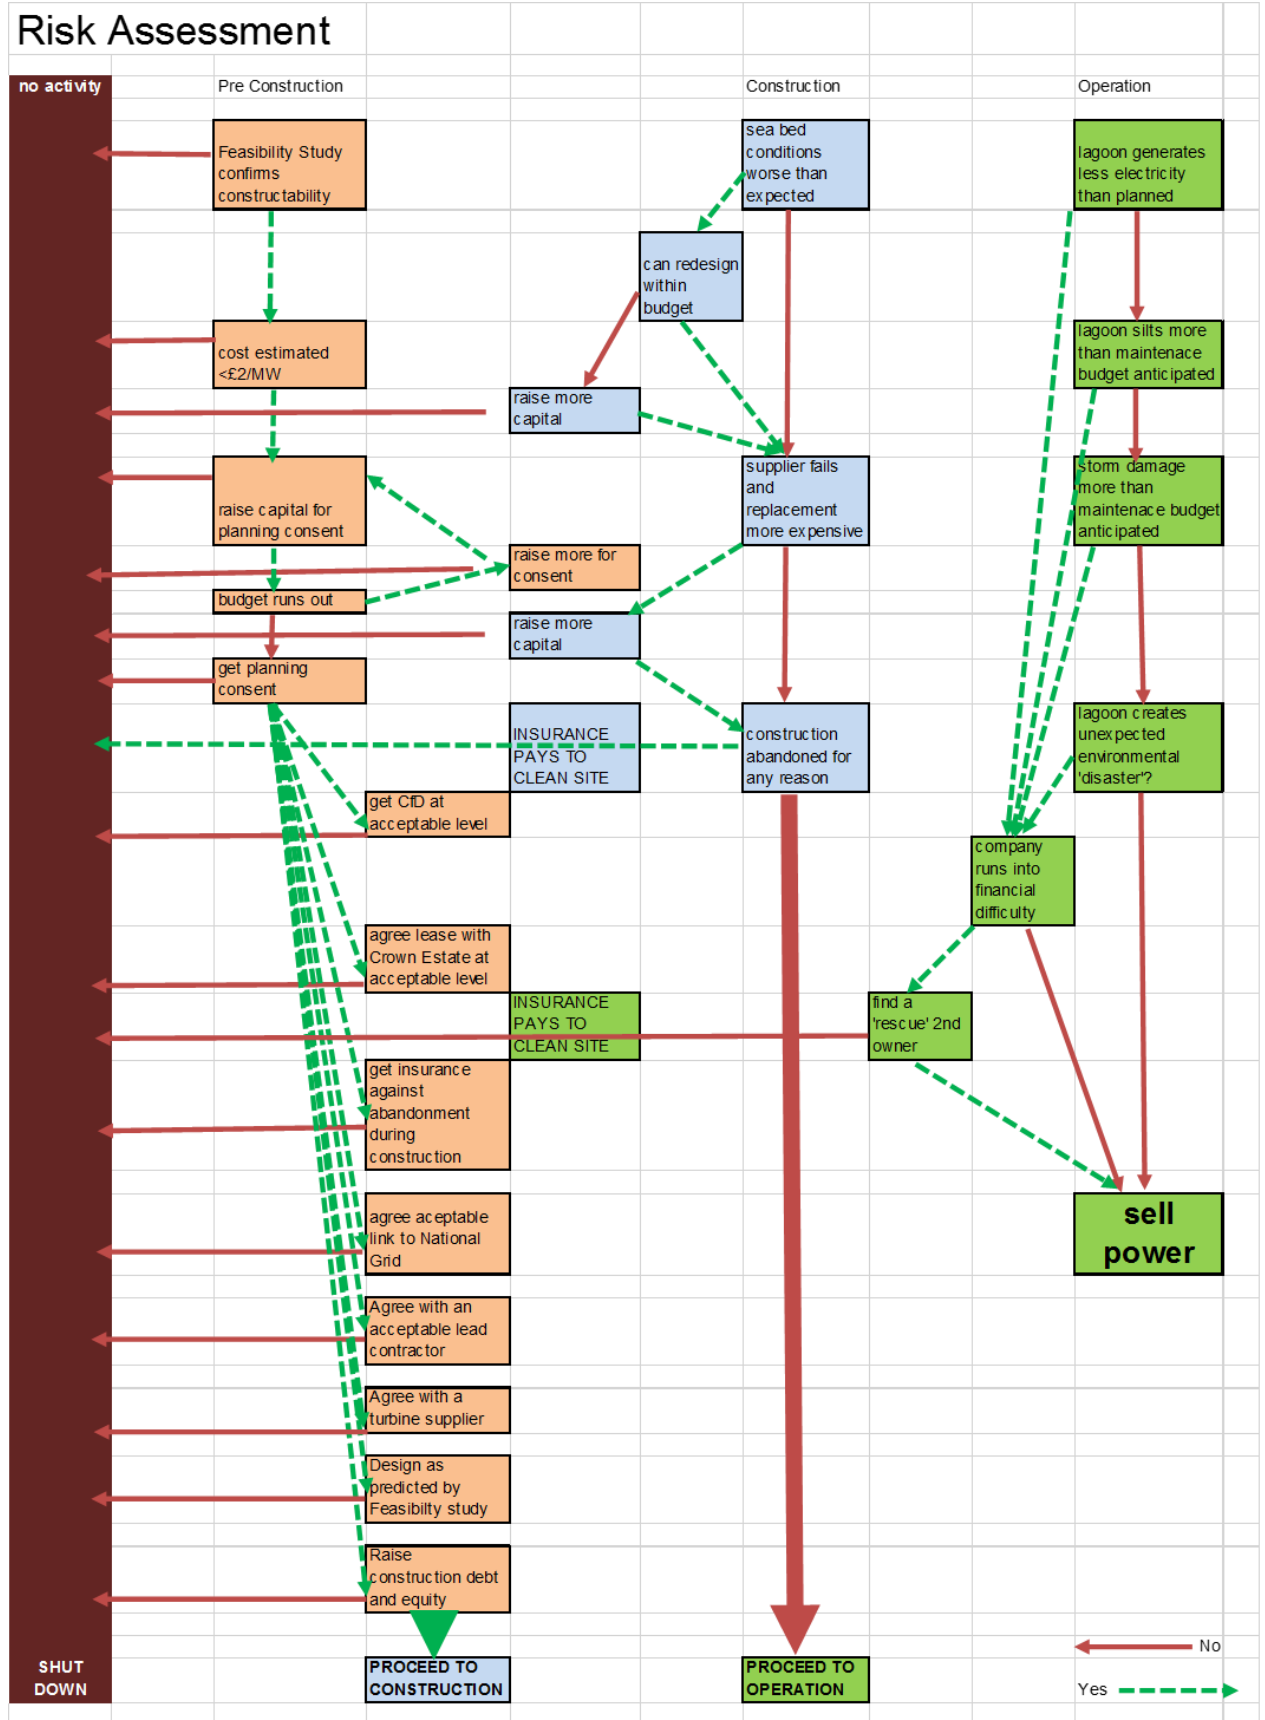 Risk Assessment
no activity
Pre Construction
Construction
Operation
Feasibility Study
confirms
constructability
sea bed
conditions
worse than
expected
lagoon generates
less electricity
than planned
can redesign
within
budget
cost estimated
<£2/MW
lagoon silts more
than maintenace
budget anticipated
raise more
capital
raise capital for
planning consent
supplier fails
and
replacement
more expensive
storm damage
more than
maintenace budget
anticipated
raise more for
consent
budget runs out
raise more
capital
get planning
consent
INSURANCE
PAYS TO
CLEAN SITE
construction
abandoned for
any reason
lagoon creates
unexpected
environmental
'disaster'?
get CfD at
acceptable level
company
runs into
financial
difficulty
agree lease with
Crown Estate at
acceptable level
INSURANCE
PAYS TO
CLEAN SITE
find a
'rescue' 2nd
owner
get insurance
against
abandonment
during
construction
agree aceptable
link to National
Grid
sell
power
Agree with an
acceptable lead
contractor
Agree with a
turbine supplier
Design as
predicted by
Feasibilty study
Raise
construction debt
and equity
No
SHUT
DOWN
PROCEED TO
CONSTRUCTION
PROCEED TO
OPERATION
Yes